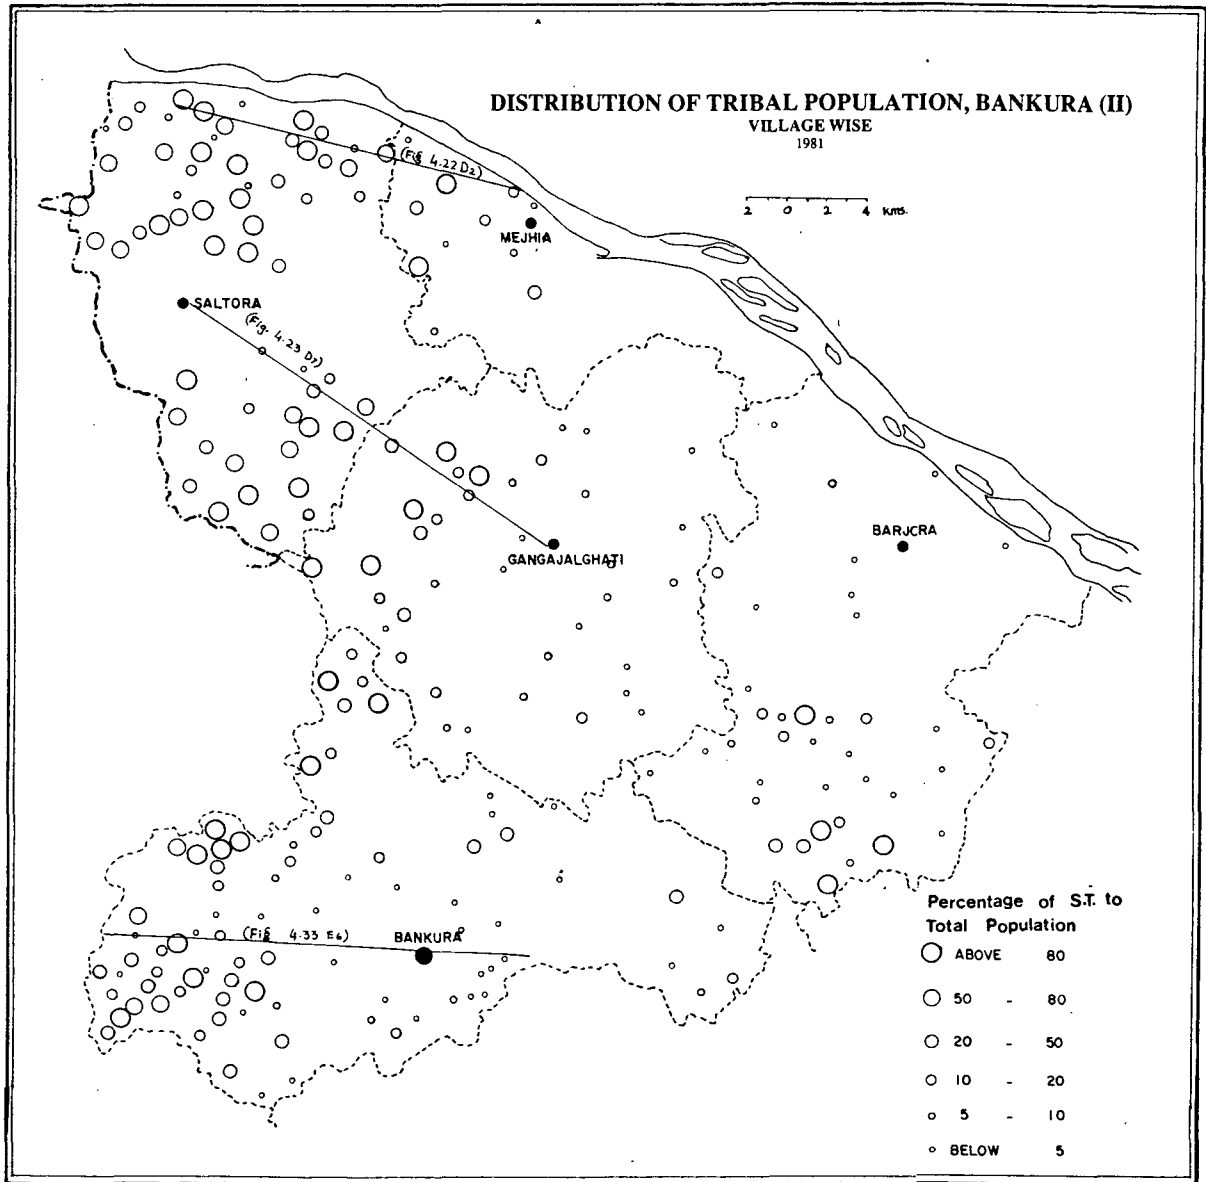 A
DISTRIBUTION OF TRIBAL POPULATION, BANKURA (II)
VILLAGE WISE
1981
2 0 2 4 Kms.
(Fig 4.22 D2)
MEJHIA
SALTORA
(Fig. 4.23 D7)
BARJCRA
GANGAJALGHATI
Percentage of S.T. to
Total Population
ABOVE 80
50 - 80
20 - 50
10 - 20
5 - 10
BELOW 5
(Fig 4.33 E6)
BANKURA